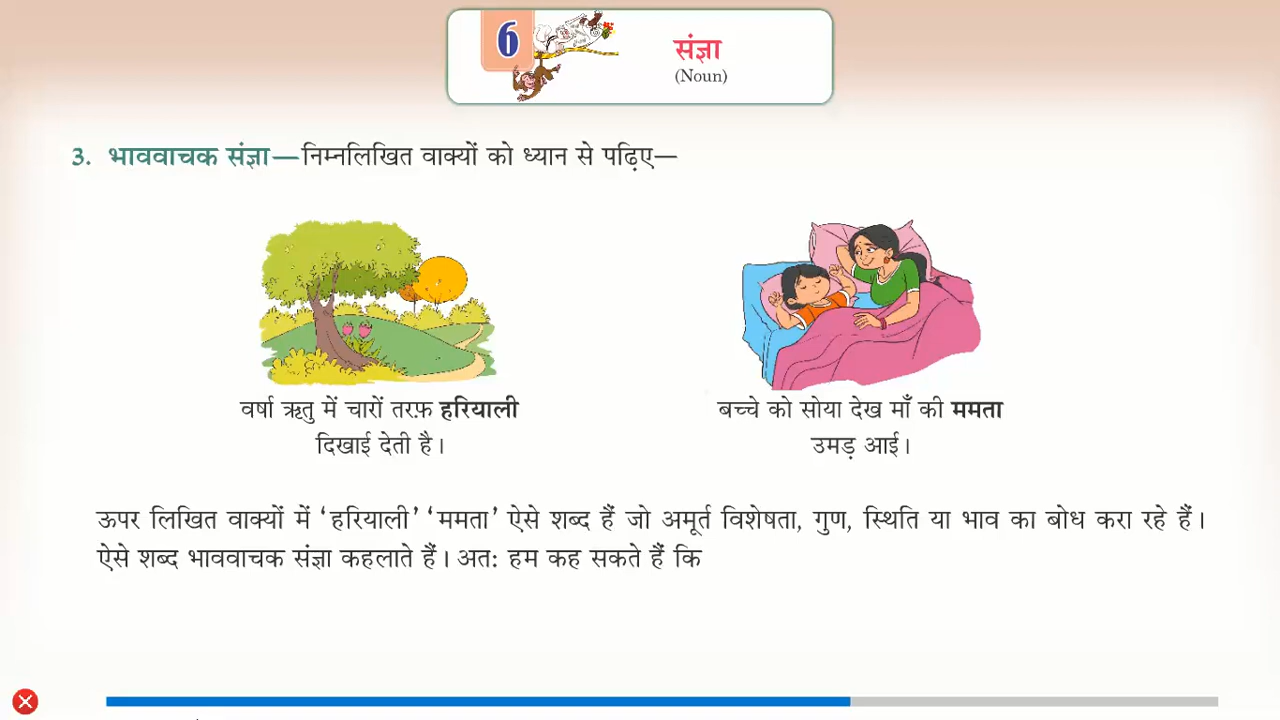 6
संज्ञा
(Noun)
3. भाववाचक संज्ञा—निम्नलिखित वाक्यों को ध्यान से पढ़िए—
वर्षा ऋतु में चारों तरफ़ हरियाली
दिखाई देती है।
बच्चे को सोया देख माँ की ममता
उमड़ आई।
ऊपर लिखित वाक्यों में ‘हरियाली’ ‘ममता’ ऐसे शब्द हैं जो अमूर्त विशेषता, गुण, स्थिति या भाव का बोध करा रहे हैं।
ऐसे शब्द भाववाचक संज्ञा कहलाते हैं। अत: हम कह सकते हैं कि